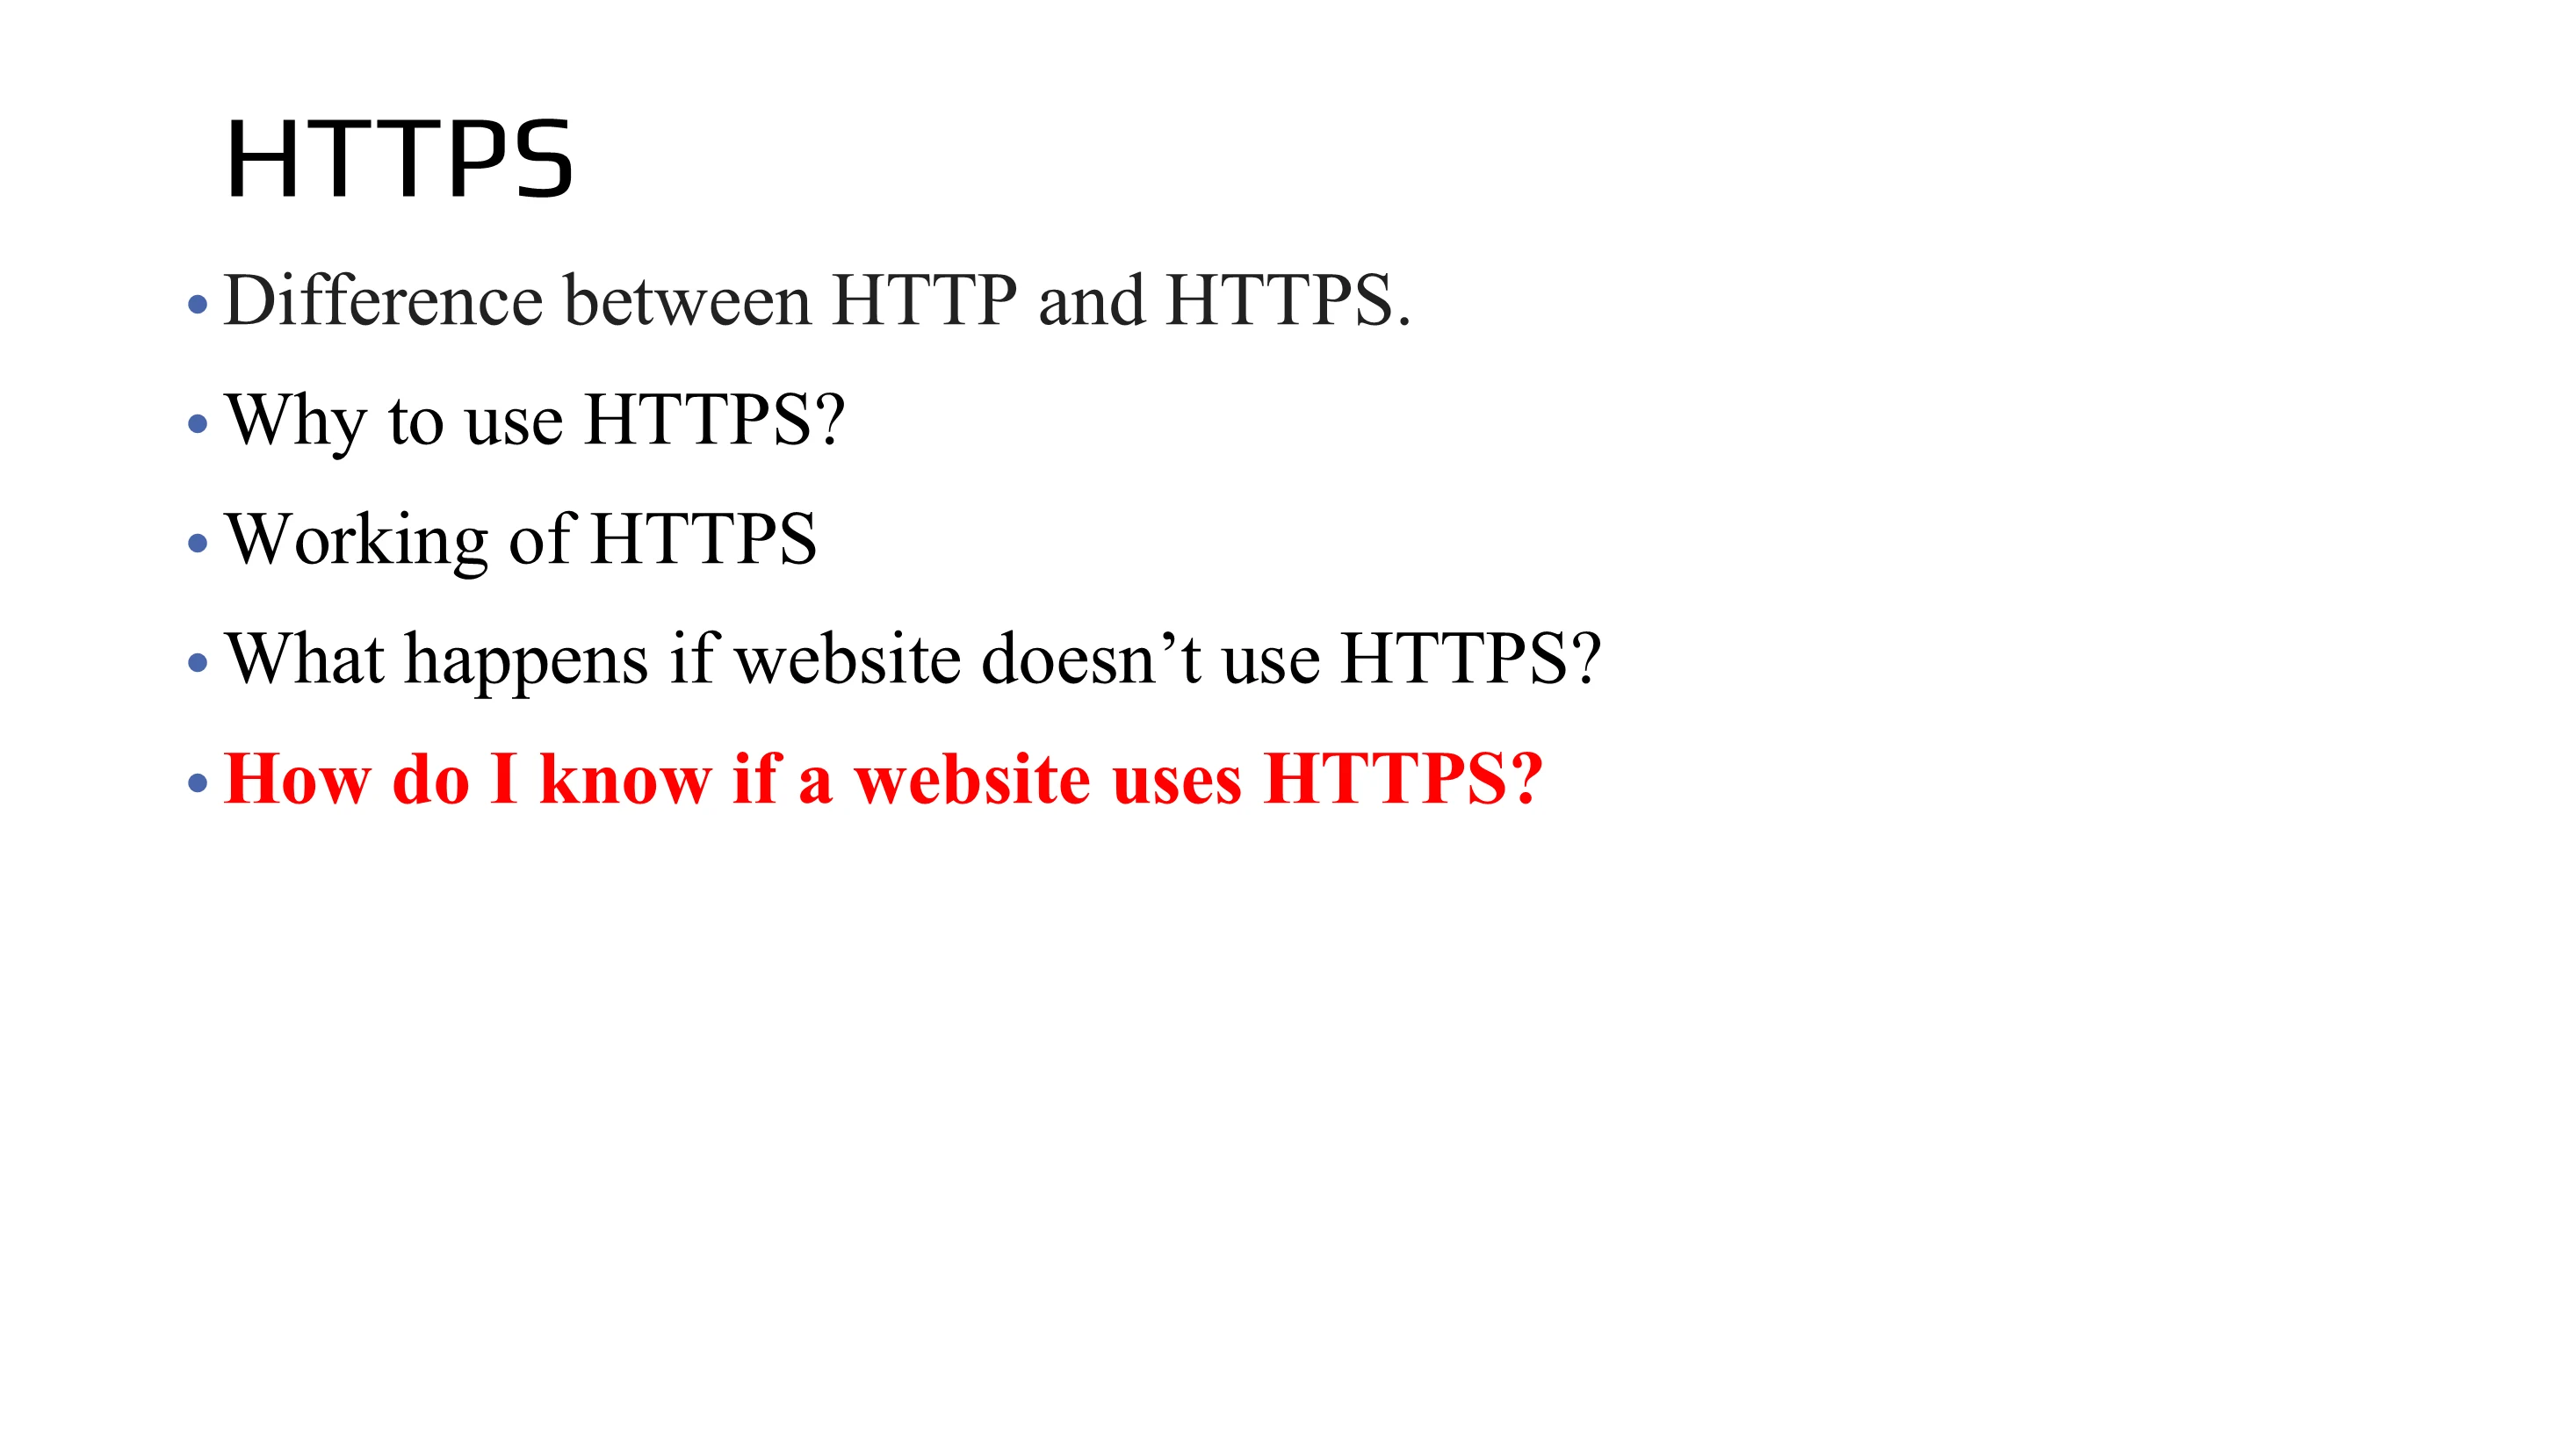 HTTPS
• Difference between HTTP and HTTPS.
• Why to use HTTPS?
• Working of HTTPS
• What happens if website doesn’t use HTTPS?
• How do I know if a website uses HTTPS?